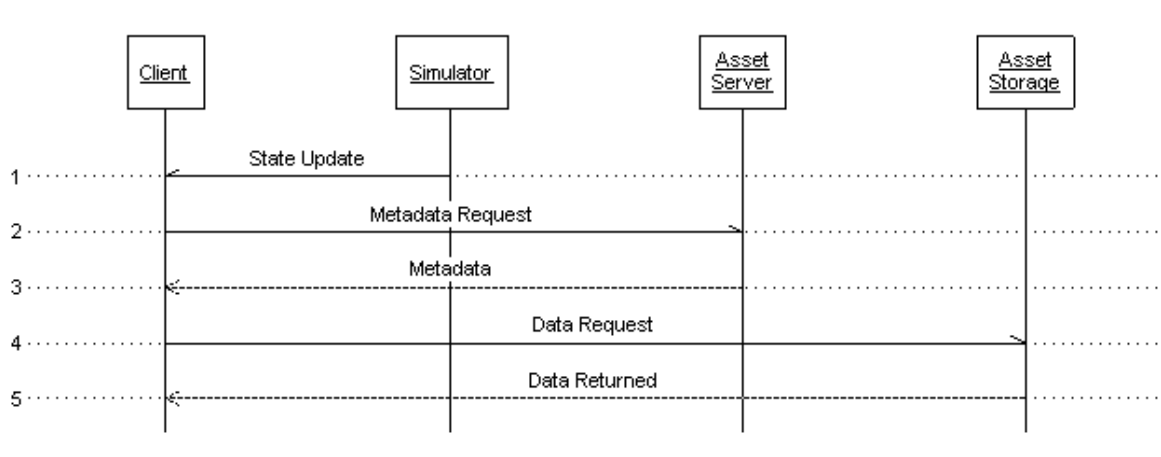 Client
Simulator
Asset
Server
Asset
Storage
State Update
1
Metadata Request
2
Metadata
3
Data Request
4
Data Returned
5